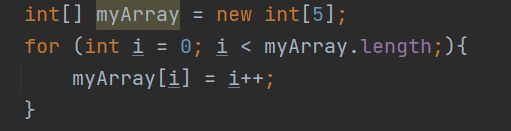 int[] myArray = new int[5];
for (int i = 0; i < myArray.length;){
myArray[i] = i++;
}